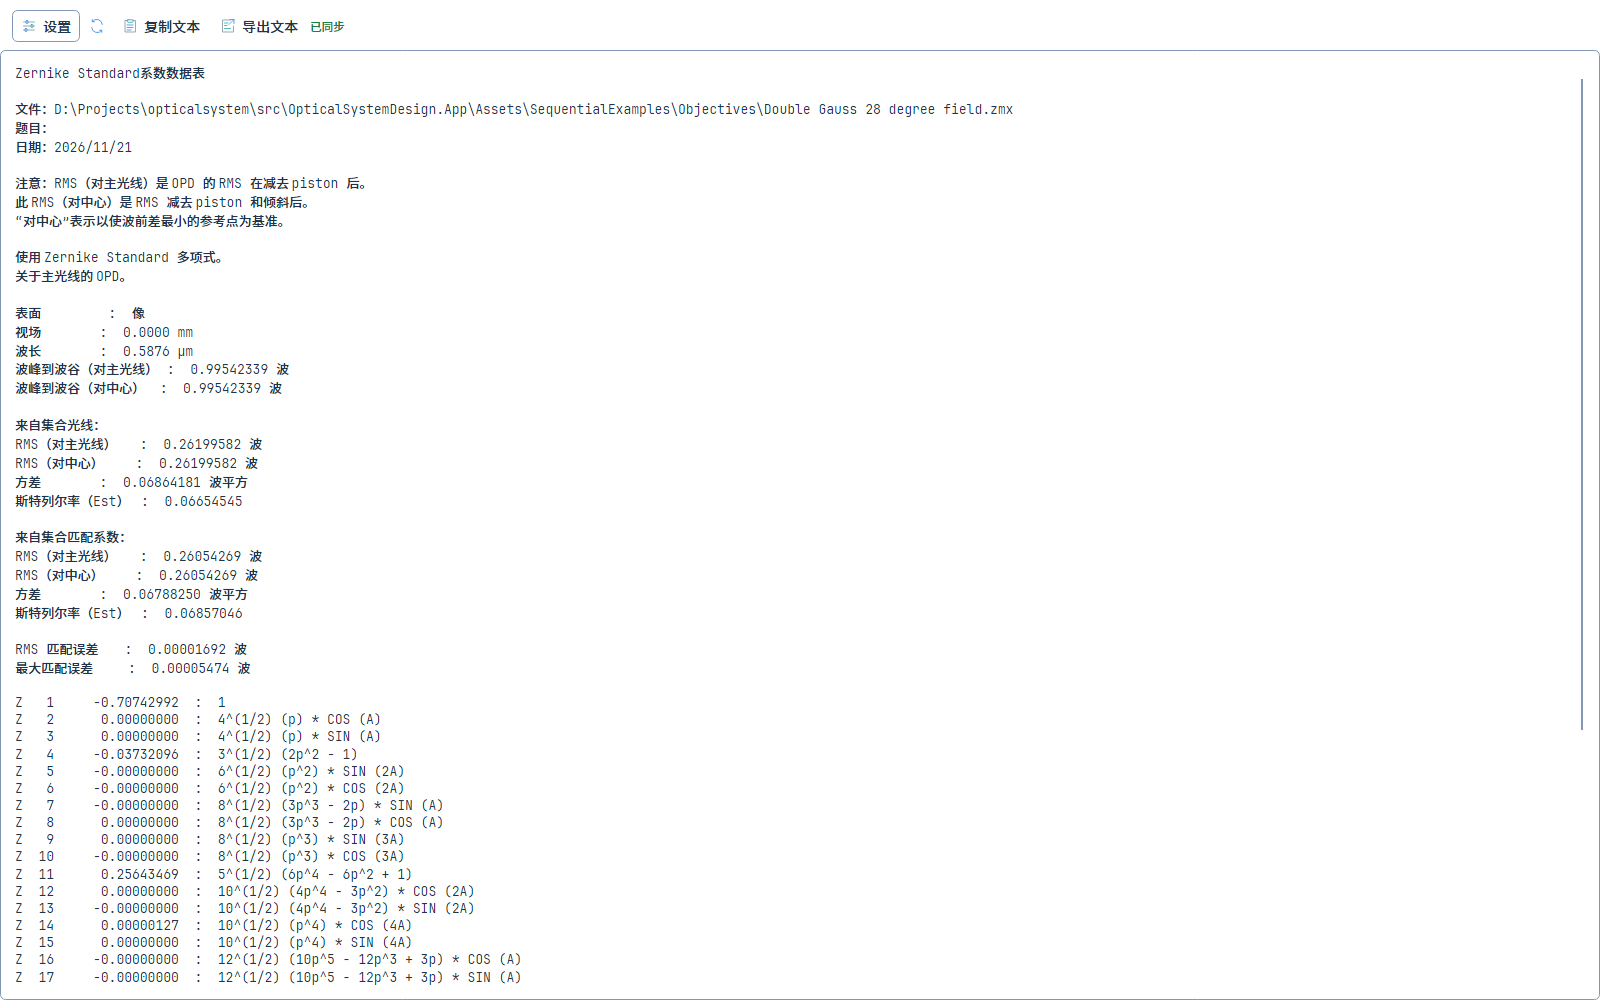 设置 复制文本 导出文本 已同步
Zernike Standard系数数据表
文件: D:\Projects\opticalsystem\src\OpticalSystemDesign.App\Assets\SequentialExamples\Objectives\Double Gauss 28 degree field.zmx
题目:
日期: 2026/11/21
注意: RMS（对主光线）是 OPD 的 RMS 在减去 piston 后。
此 RMS（对中心）是 RMS 减去 piston 和倾斜后。
“对中心”表示以使波前差最小的参考点为基准。
使用 Zernike Standard 多项式。
关于主光线的 OPD。
表面 : 像
视场 : 0.0000 mm
波长 : 0.5876 µm
波峰到波谷（对主光线） : 0.99542339 波
波峰到波谷（对中心） : 0.99542339 波
来自集合光线:
RMS（对主光线） : 0.26199582 波
RMS（对中心） : 0.26199582 波
方差 : 0.06864181 波平方
斯特列尔率（Est） : 0.06654545
来自集合匹配系数:
RMS（对主光线） : 0.26054269 波
RMS（对中心） : 0.26054269 波
方差 : 0.06788250 波平方
斯特列尔率（Est） : 0.06857046
RMS 匹配误差 : 0.00001692 波
最大匹配误差 : 0.00005474 波
Z 1 -0.70742992 : 1
Z 2 0.00000000 : 4^(1/2) (p) * COS (A)
Z 3 0.00000000 : 4^(1/2) (p) * SIN (A)
Z 4 -0.03732096 : 3^(1/2) (2p^2 - 1)
Z 5 -0.00000000 : 6^(1/2) (p^2) * SIN (2A)
Z 6 -0.00000000 : 6^(1/2) (p^2) * COS (2A)
Z 7 -0.00000000 : 8^(1/2) (3p^3 - 2p) * SIN (A)
Z 8 0.00000000 : 8^(1/2) (3p^3 - 2p) * COS (A)
Z 9 0.00000000 : 8^(1/2) (p^3) * SIN (3A)
Z 10 -0.00000000 : 8^(1/2) (p^3) * COS (3A)
Z 11 0.25643469 : 5^(1/2) (6p^4 - 6p^2 + 1)
Z 12 0.00000000 : 10^(1/2) (4p^4 - 3p^2) * COS (2A)
Z 13 -0.00000000 : 10^(1/2) (4p^4 - 3p^2) * SIN (2A)
Z 14 0.00000127 : 10^(1/2) (p^4) * COS (4A)
Z 15 0.00000000 : 10^(1/2) (p^4) * SIN (4A)
Z 16 -0.00000000 : 12^(1/2) (10p^5 - 12p^3 + 3p) * COS (A)
Z 17 -0.00000000 : 12^(1/2) (10p^5 - 12p^3 + 3p) * SIN (A)